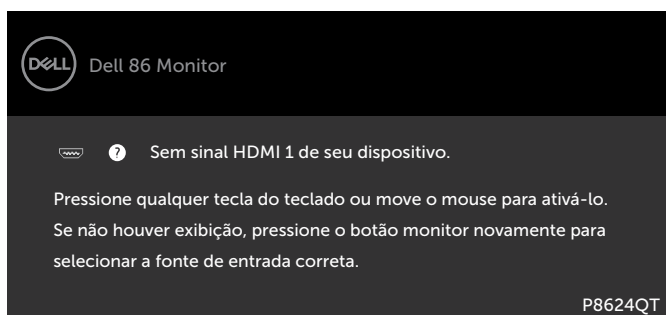 DELL
Dell 86 Monitor
? Sem sinal HDMI 1 de seu dispositivo.
Pressione qualquer tecla do teclado ou move o mouse para ativá-lo.
Se não houver exibição, pressione o botão monitor novamente para
selecionar a fonte de entrada correta.
P8624QT